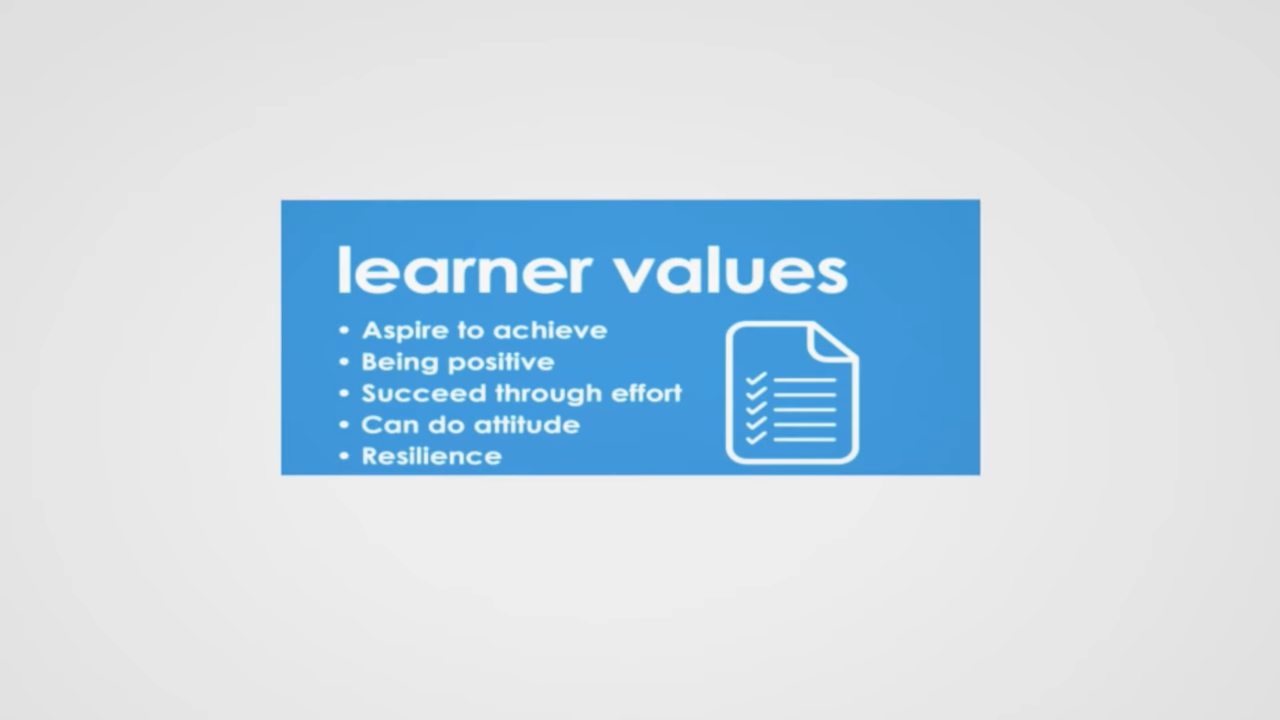 learner values
• Aspire to achieve
• Being positive
• Succeed through effort
• Can do attitude
• Resilience